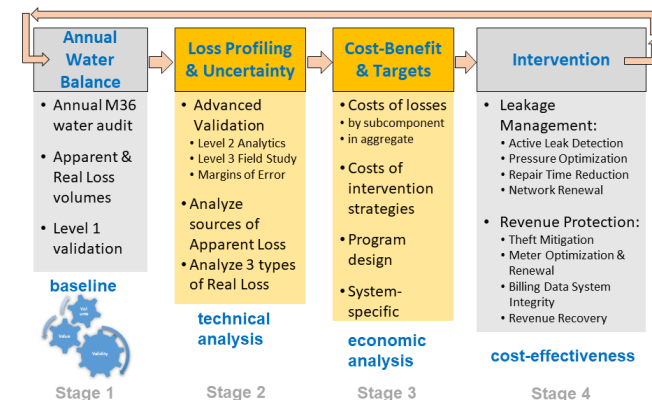 Annual
Water
Balance
• Annual M36
water audit
• Apparent &
Real Loss
volumes
• Level 1
validation
baseline
Value
Validity
Stage 1
Loss Profiling
& Uncertainty
• Advanced
Validation
• Level 2 Analytics
• Level 3 Field Study
• Margins of Error
• Analyze
sources of
Apparent Loss
• Analyze 3 types
of Real Loss
technical
analysis
Stage 2
Cost-Benefit
& Targets
• Costs of losses
• by subcomponent
• in aggregate
• Costs of
intervention
strategies
• Program
design
• System-
specific
economic
analysis
Stage 3
Intervention
• Leakage
Management:
• Active Leak Detection
• Pressure Optimization
• Repair Time Reduction
• Network Renewal
• Revenue Protection:
• Theft Mitigation
• Meter Optimization &
Renewal
• Billing Data System
Integrity
• Revenue Recovery
cost-effectiveness
Stage 4